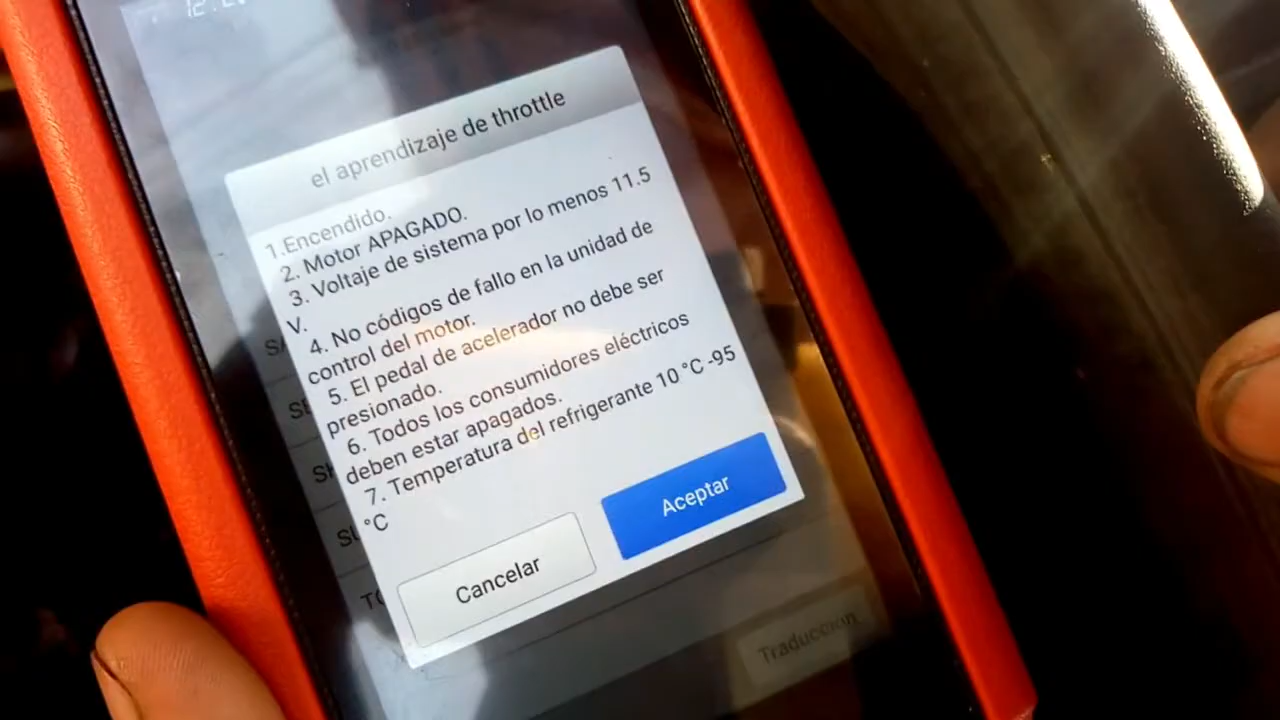 el aprendizaje de throttle
1.Encendido.
2. Motor APAGADO.
3. Voltaje de sistema por lo menos 11.5
V.
4. No códigos de fallo en la unidad de
control del motor.
5. El pedal de acelerador no debe ser
presionado.
6. Todos los consumidores eléctricos
deben estar apagados.
7. Temperatura del refrigerante 10 °C -95
°C
Cancelar
Aceptar
Traducción